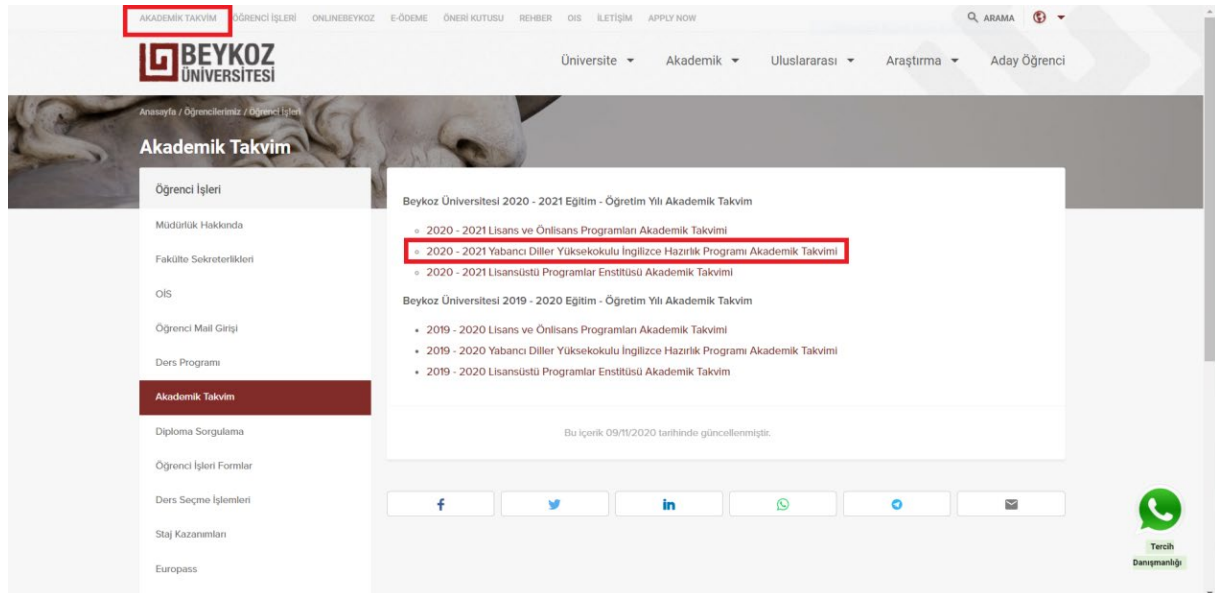 AKADEMİK TAKVİM ÖĞRENCİ İŞLERİ ONLINEBEYKOZ E-ÖDEME ÖNERİ KUTUSU REHBER OIS İLETİŞİM APPLY NOW ARAMA
BEYKOZ
ÜNİVERSİTESİ
Üniversite Akademik Uluslararası Araştırma Aday Öğrenci
Anasayfa / Öğrencilerimiz / Öğrenci İşleri
Akademik Takvim
Öğrenci İşleri
Müdürlük Hakkında
Fakülte Sekreterlikleri
OİS
Öğrenci Mail Girişi
Ders Programı
Akademik Takvim
Diploma Sorgulama
Öğrenci İşleri Formlar
Ders Seçme İşlemleri
Staj Kazanımları
Europass
Beykoz Üniversitesi 2020 - 2021 Eğitim - Öğretim Yılı Akademik Takvim
2020 - 2021 Lisans ve Önlisans Programları Akademik Takvimi
2020 - 2021 Yabancı Diller Yüksekokulu İngilizce Hazırlık Programı Akademik Takvimi
2020 - 2021 Lisansüstü Programlar Enstitüsü Akademik Takvimi
Beykoz Üniversitesi 2019 - 2020 Eğitim - Öğretim Yılı Akademik Takvim
2019 - 2020 Lisans ve Önlisans Programları Akademik Takvimi
2019 - 2020 Yabancı Diller Yüksekokulu İngilizce Hazırlık Programı Akademik Takvimi
2019 - 2020 Lisansüstü Programlar Enstitüsü Akademik Takvim
Bu içerik 09/11/2020 tarihinde güncellenmiştir.
Tercih
Danışmanlığı